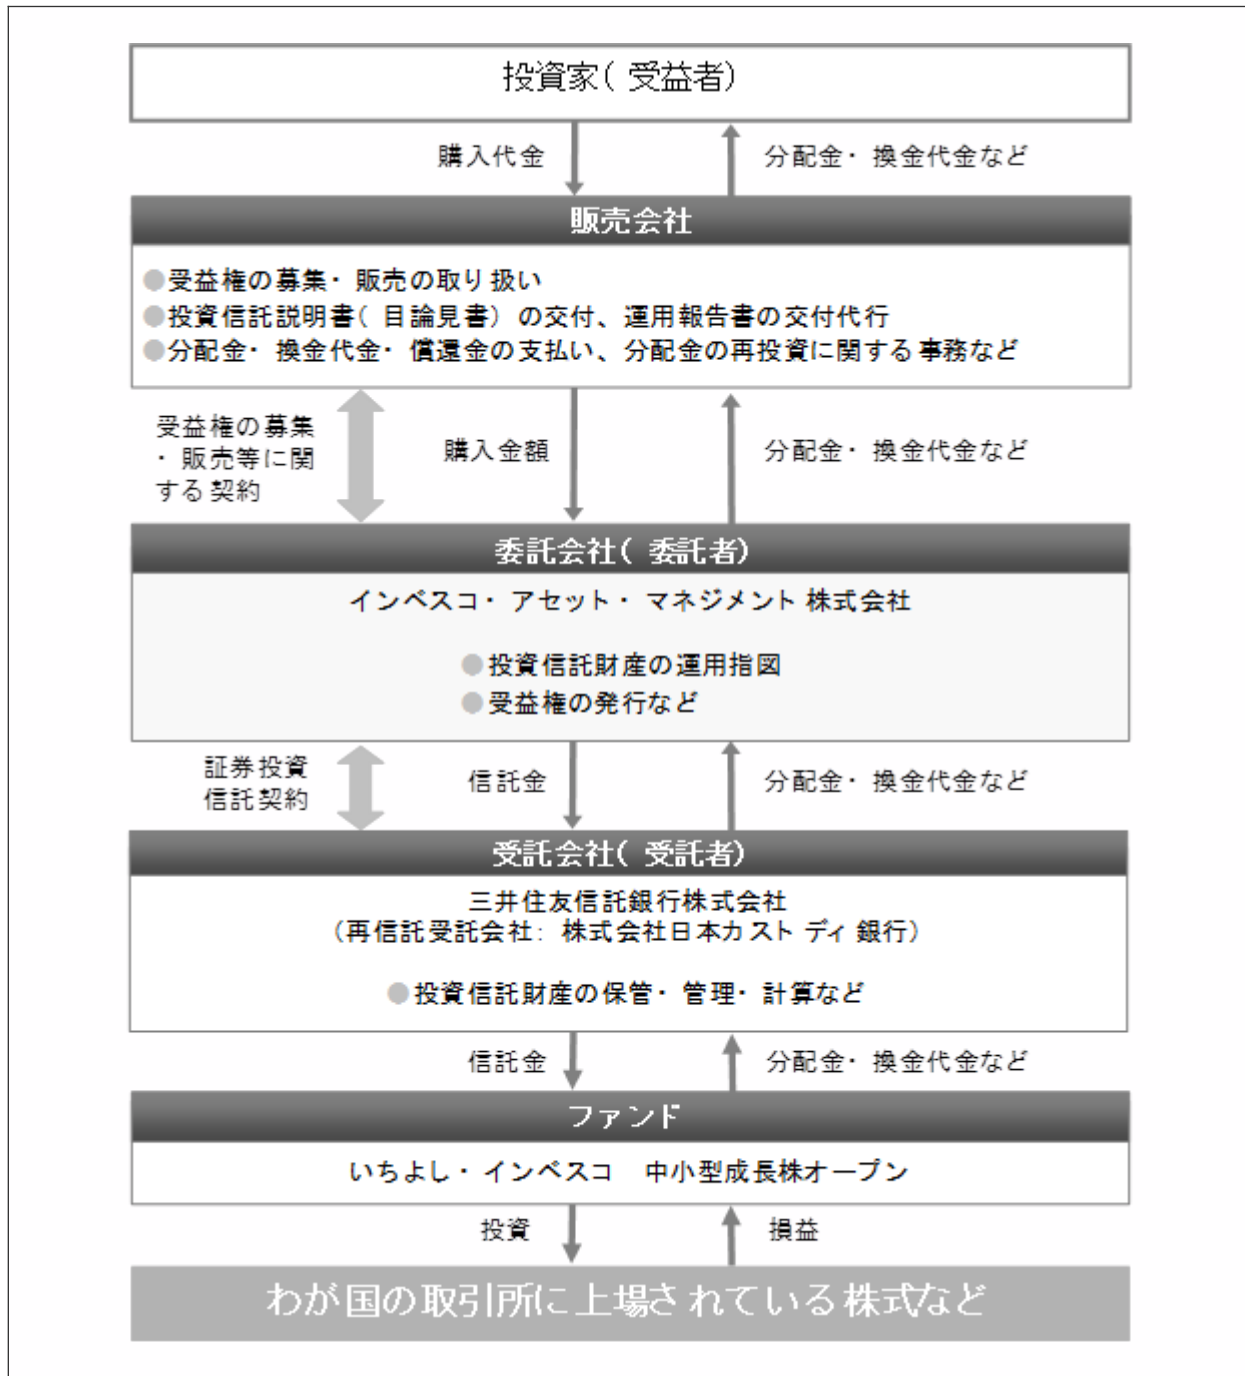 投資家(受益者)
購入代金
分配金・換金代金など
販売会社
●受益権の募集・販売の取り扱い
●投資信託説明書(目論見書)の交付、運用報告書の交付代行
●分配金・換金代金・償還金の支払い、分配金の再投資に関する事務など
受益権の募集
・販売等に関
する契約
購入金額
分配金・換金代金など
委託会社(委託者)
インベスコ・アセット・マネジメント株式会社
●投資信託財産の運用指図
●受益権の発行など
証券投資
信託契約
信託金
分配金・換金代金など
受託会社(受託者)
三井住友信託銀行株式会社
(再信託受託会社:株式会社日本カストディ銀行)
●投資信託財産の保管・管理・計算など
信託金
分配金・換金代金など
ファンド
いちよし・インベスコ 中小型成長株オープン
投資
損益
わが国の取引所に上場されている株式など